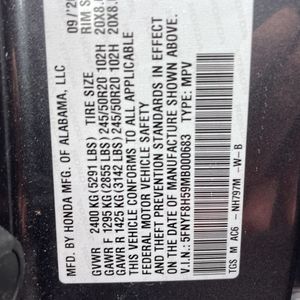 MFD. BY HONDA MFG. OF ALABAMA, LLC 09/20
TIRE SIZE RIM S
GVWR 2400 KG (5291 LBS)
GAWR F 1295 KG (2855 LBS) 245/50R20 102H 20X8.
GAWR R 1425 KG (3142 LBS) 245/50R20 102H 20X8.
THIS VEHICLE CONFORMS TO ALL APPLICABLE
FEDERAL MOTOR VEHICLE SAFETY
AND THEFT PREVENTION STANDARDS IN EFFECT
ON THE DATE OF MANUFACTURE SHOWN ABOVE.
V.I.N.: 5FNYF8H59MB000683 TYPE: MPV
TGS M AC6 - NH797M -W-B